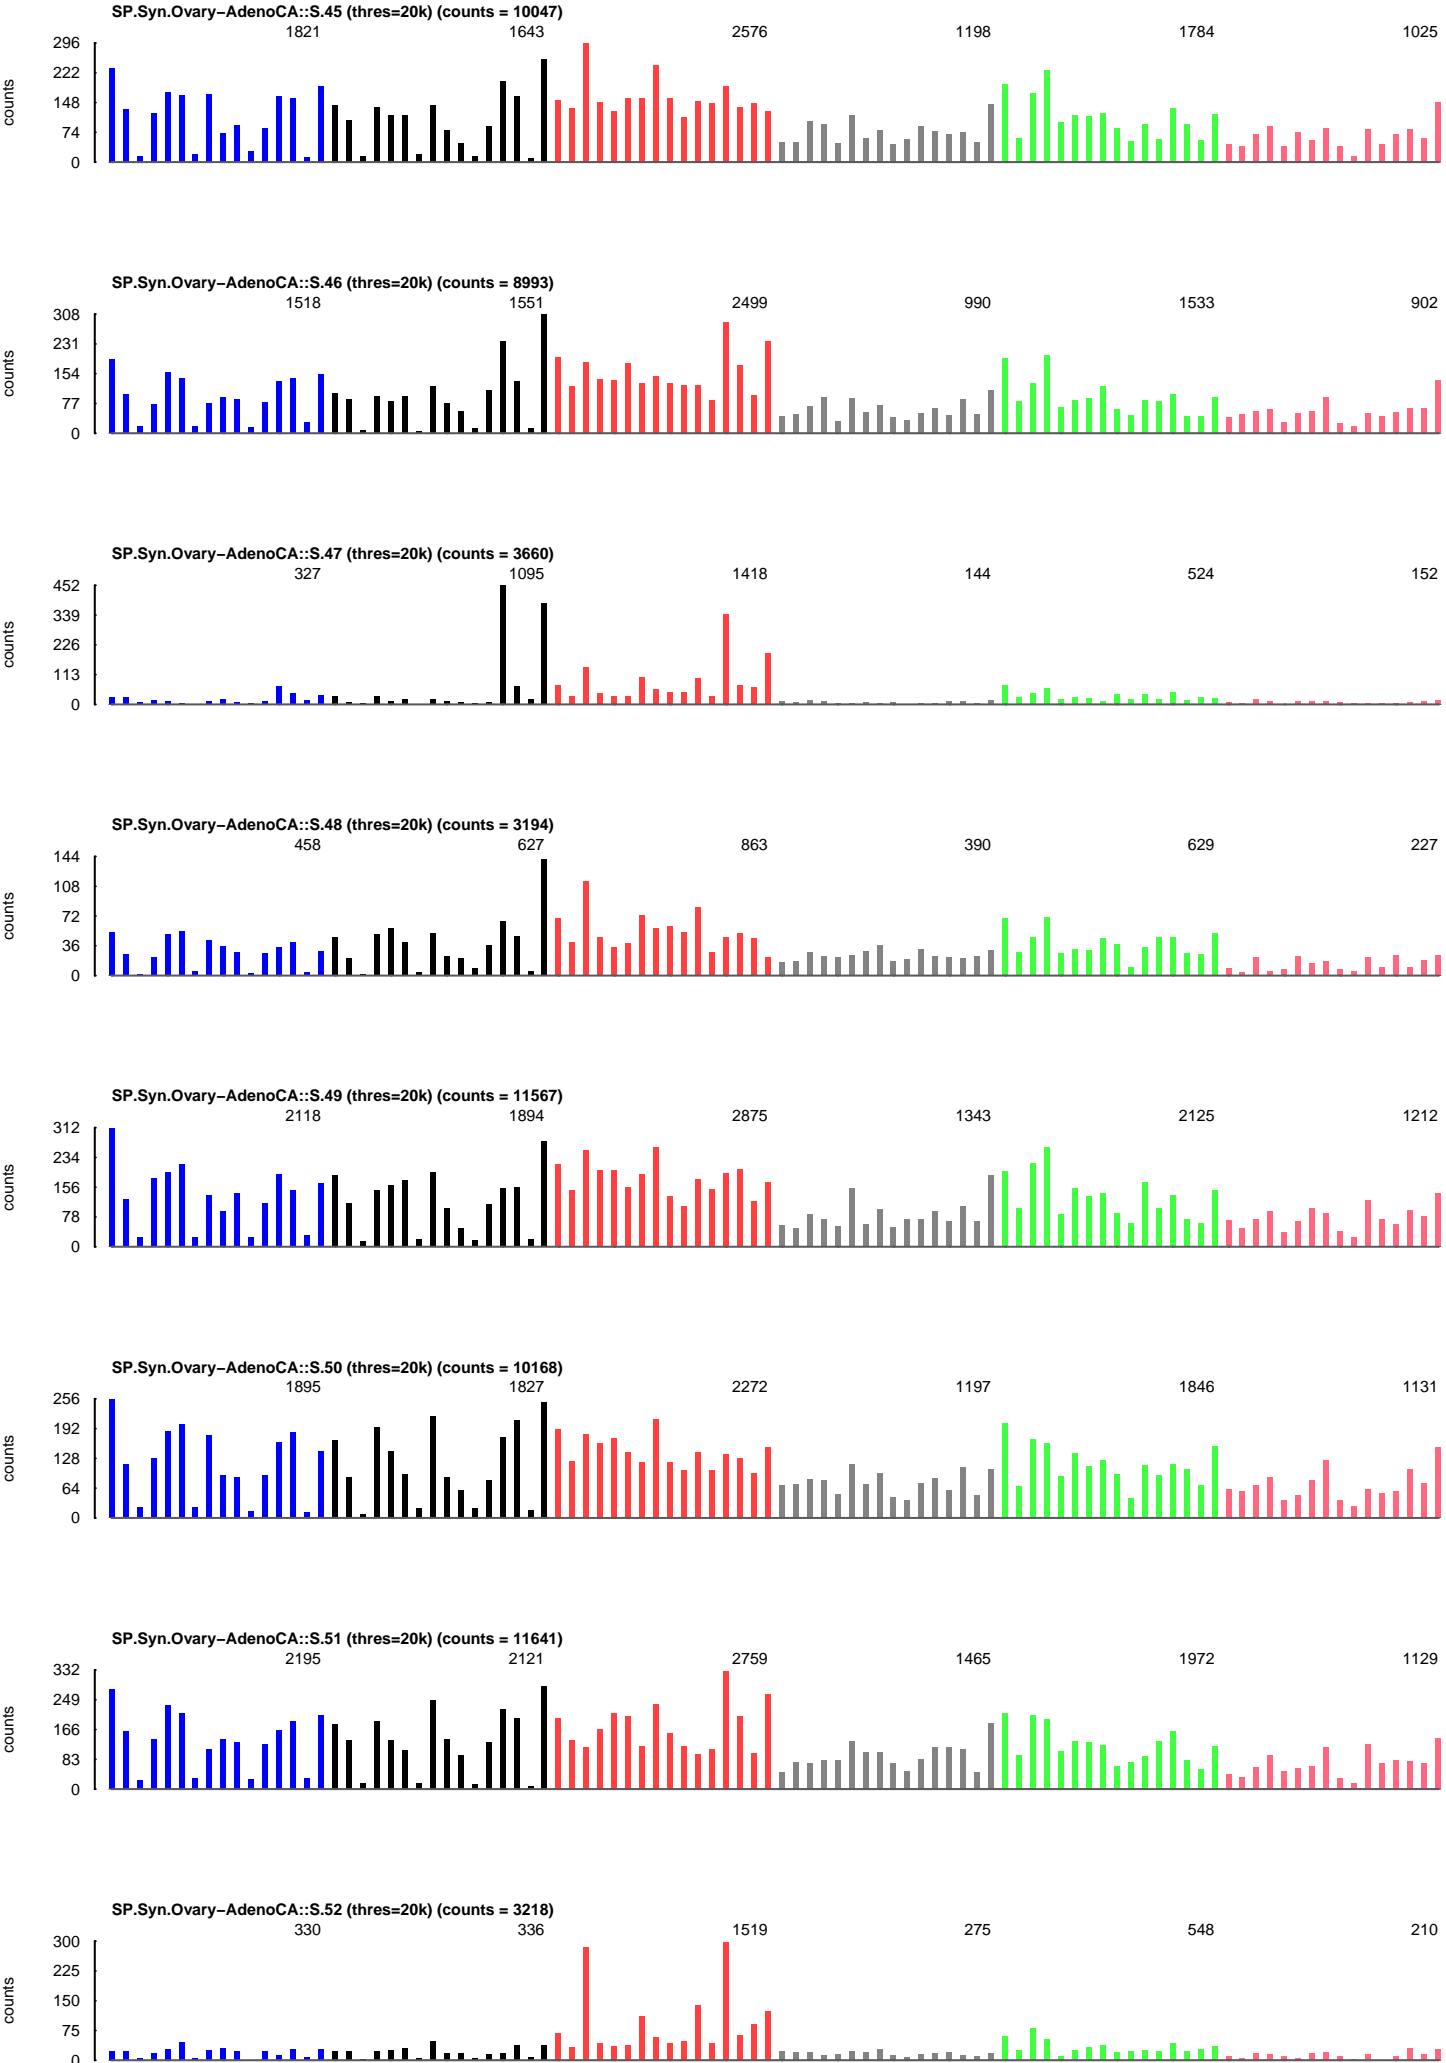 SP.Syn.Ovary−AdenoCA::S.45 (thres=20k) (counts = 10047)
1821 1643 2576 1198 1784 1025
296
222
148
74
0
counts
SP.Syn.Ovary−AdenoCA::S.46 (thres=20k) (counts = 8993)
1518 1551 2499 990 1533 902
308
231
154
77
0
counts
SP.Syn.Ovary−AdenoCA::S.47 (thres=20k) (counts = 3660)
327 1095 1418 144 524 152
452
339
226
113
0
counts
SP.Syn.Ovary−AdenoCA::S.48 (thres=20k) (counts = 3194)
458 627 863 390 629 227
144
108
72
36
0
counts
SP.Syn.Ovary−AdenoCA::S.49 (thres=20k) (counts = 11567)
2118 1894 2875 1343 2125 1212
312
234
156
78
0
counts
SP.Syn.Ovary−AdenoCA::S.50 (thres=20k) (counts = 10168)
1895 1827 2272 1197 1846 1131
256
192
128
64
0
counts
SP.Syn.Ovary−AdenoCA::S.51 (thres=20k) (counts = 11641)
2195 2121 2759 1465 1972 1129
332
249
166
83
0
counts
SP.Syn.Ovary−AdenoCA::S.52 (thres=20k) (counts = 3218)
330 336 1519 275 548 210
300
225
150
75
0
counts